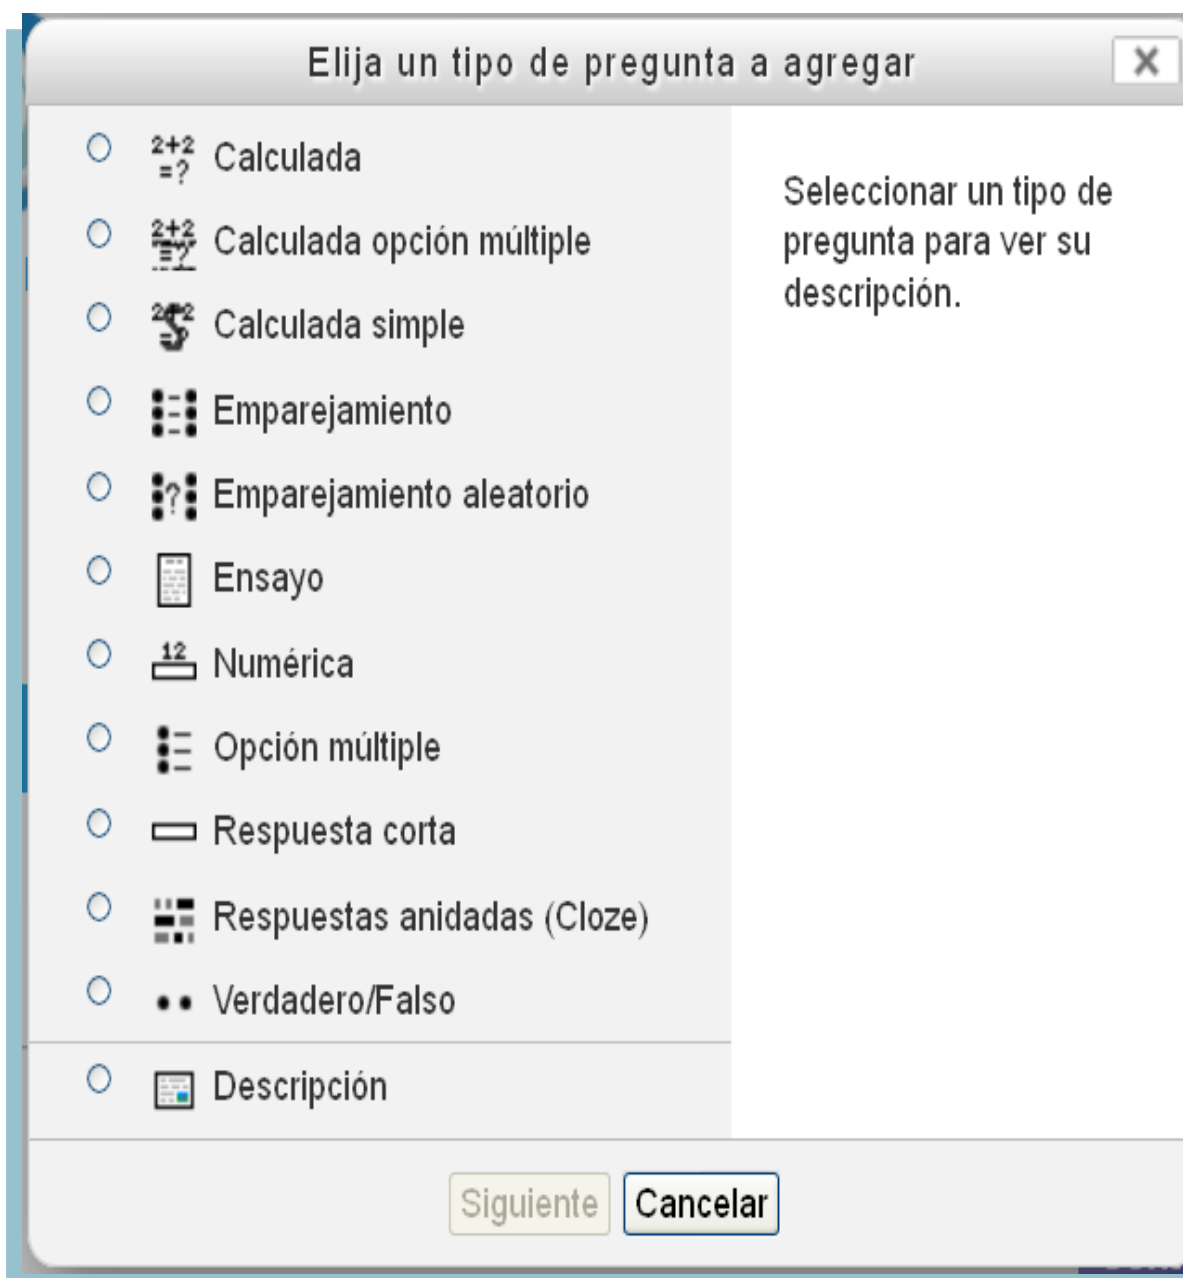 Elija un tipo de pregunta a agregar
2+2
=?
Calculada
2+2
=?
Calculada opción múltiple
Calculada simple
Emparejamiento
?
Emparejamiento aleatorio
Ensayo
12
Numérica
Opción múltiple
Respuesta corta
Respuestas anidadas (Cloze)
Verdadero/Falso
Descripción
Seleccionar un tipo de
pregunta para ver su
descripción.
Siguiente
Cancelar